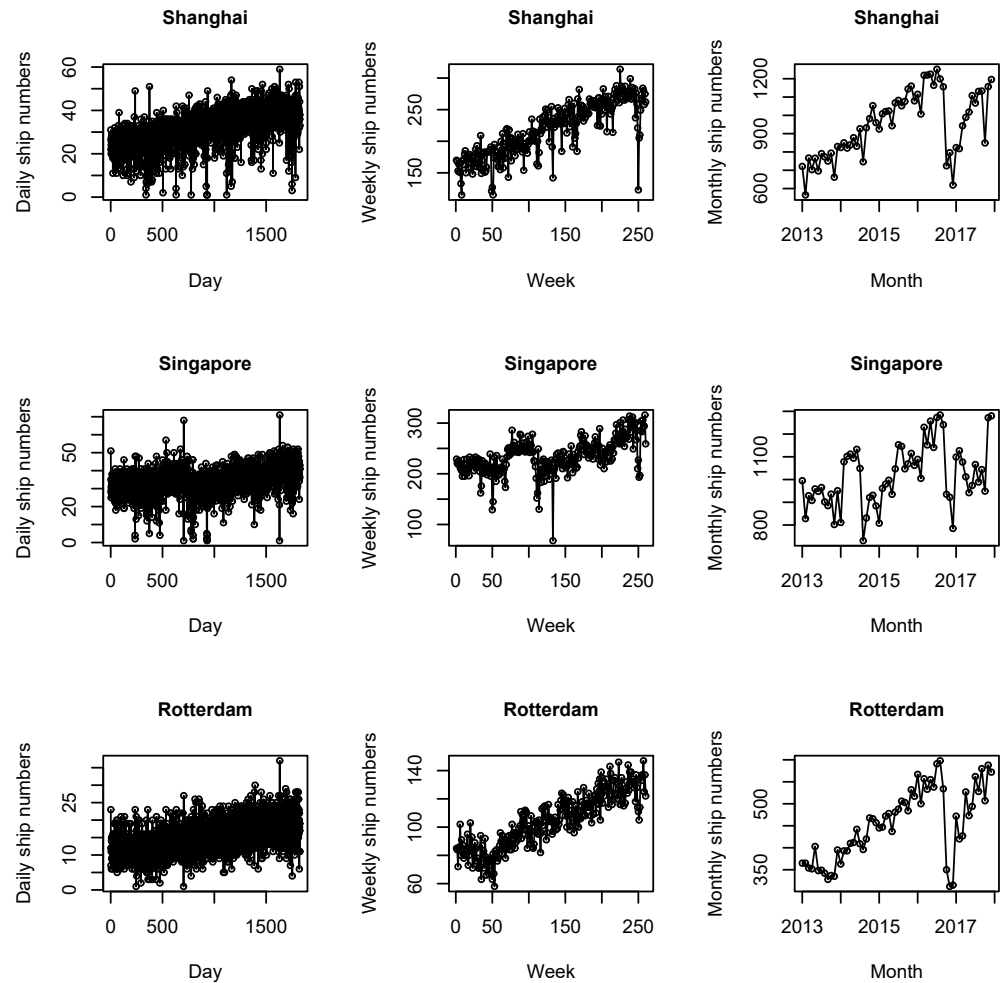 Shanghai
Daily ship numbers
0 20 40 60
0 500 1500
Day
Shanghai
Weekly ship numbers
150 250
0 50 150 250
Week
Shanghai
Monthly ship numbers
600 900 1200
2013 2015 2017
Month
Singapore
Daily ship numbers
0 20 50
0 500 1500
Day
Singapore
Weekly ship numbers
100 200 300
0 50 150 250
Week
Singapore
Monthly ship numbers
800 1100
2013 2015 2017
Month
Rotterdam
Daily ship numbers
0 10 25
0 500 1500
Day
Rotterdam
Weekly ship numbers
60 100 140
0 50 150 250
Week
Rotterdam
Monthly ship numbers
350 500
2013 2015 2017
Month